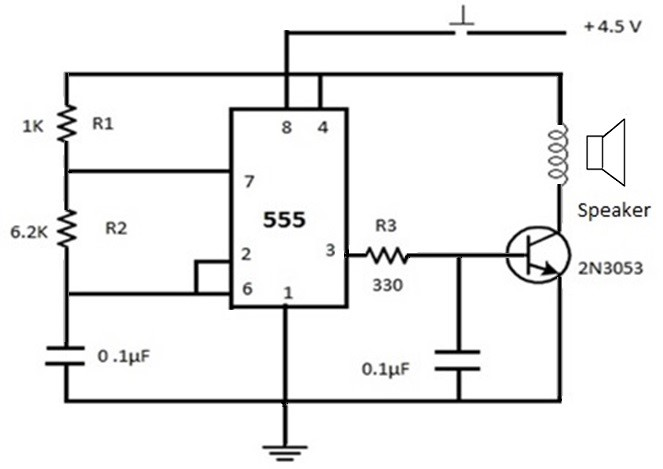 +4.5 V
1K R1
8 4
7
6.2K R2
555
Speaker
2
3
R3
6
1
330
2N3053
0.1µF
0.1µF